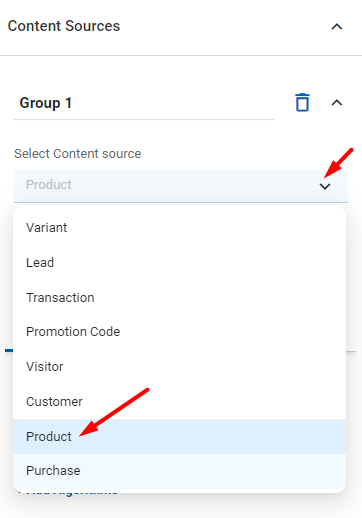 Content Sources
Group 1
Select Content source
Product
Variant
Lead
Transaction
Promotion Code
Visitor
Customer
Product
Purchase